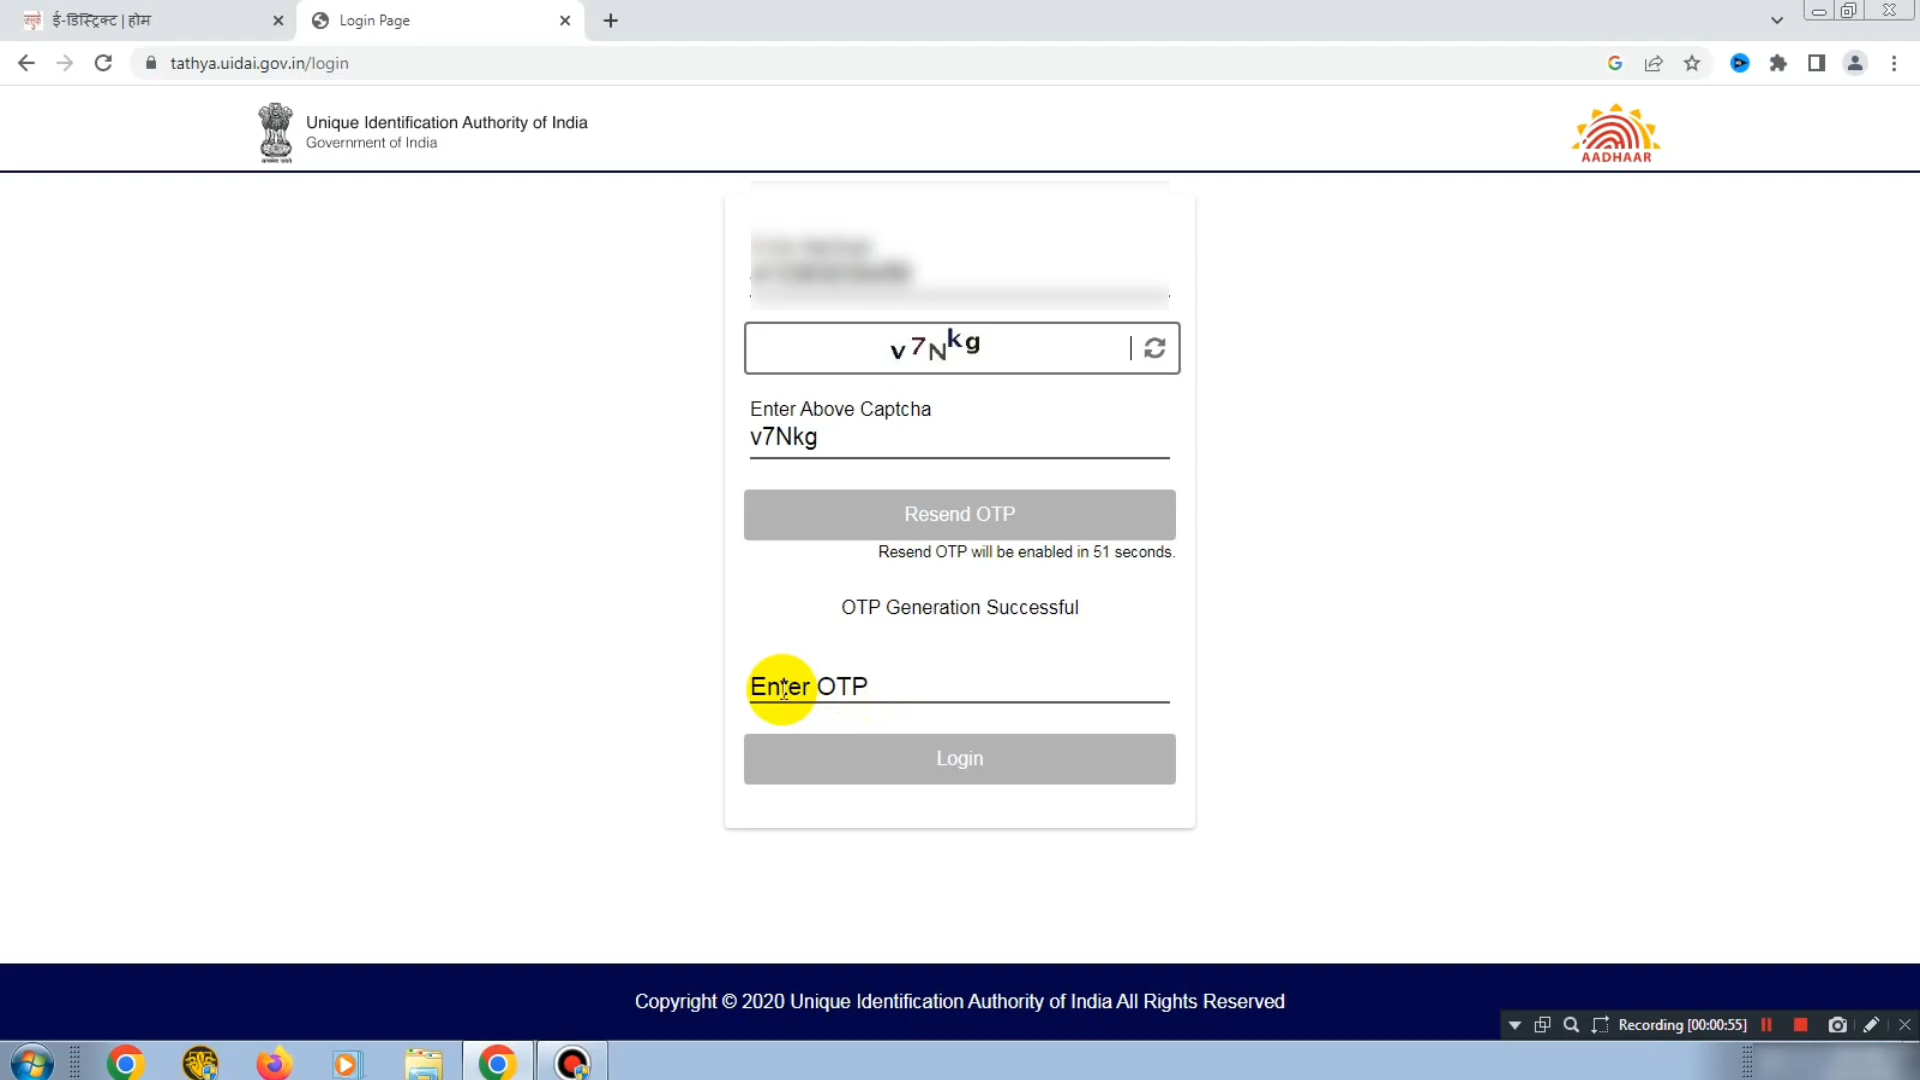 ई-डिस्ट्रिक्ट | होम
Login Page
tathya.uidai.gov.in/login
Unique Identification Authority of India
Government of India
AADHAAR
v7Nkg
Enter Above Captcha
v7Nkg
Resend OTP
Resend OTP will be enabled in 51 seconds.
OTP Generation Successful
Enter OTP
Login
Copyright © 2020 Unique Identification Authority of India All Rights Reserved
Recording [00:00:55]